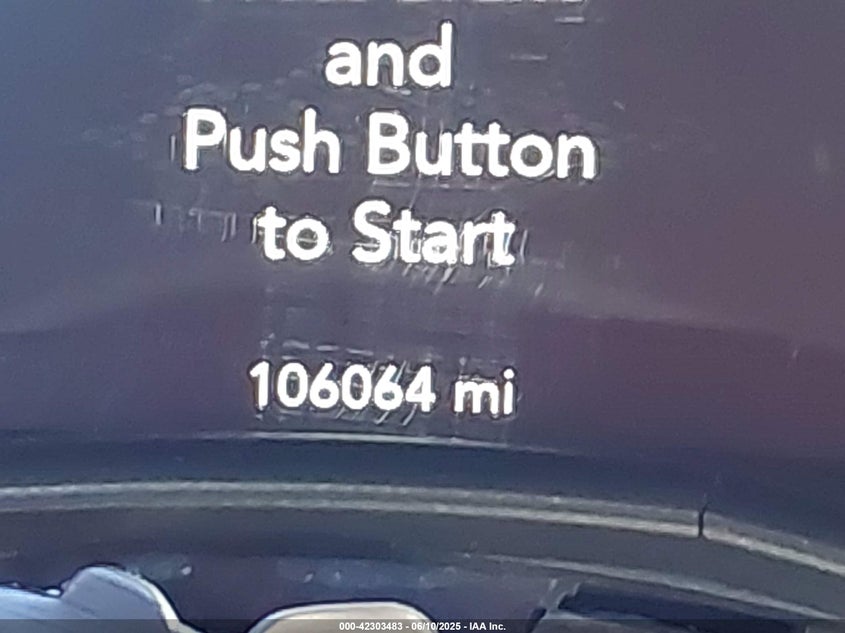 and
Push Button
to Start
106064 mi
000-42303483 - 06/10/2025 - IAA Inc.